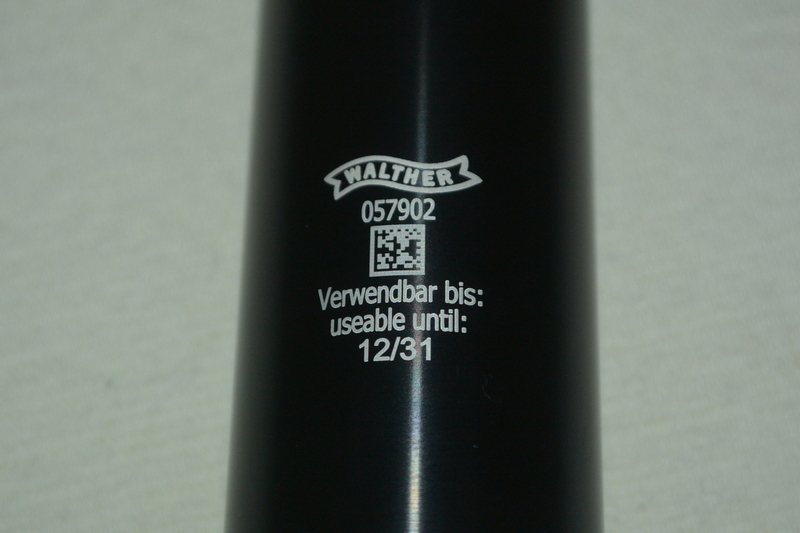 WALTHER
057902
Verwendbar bis:
useable until:
12/31